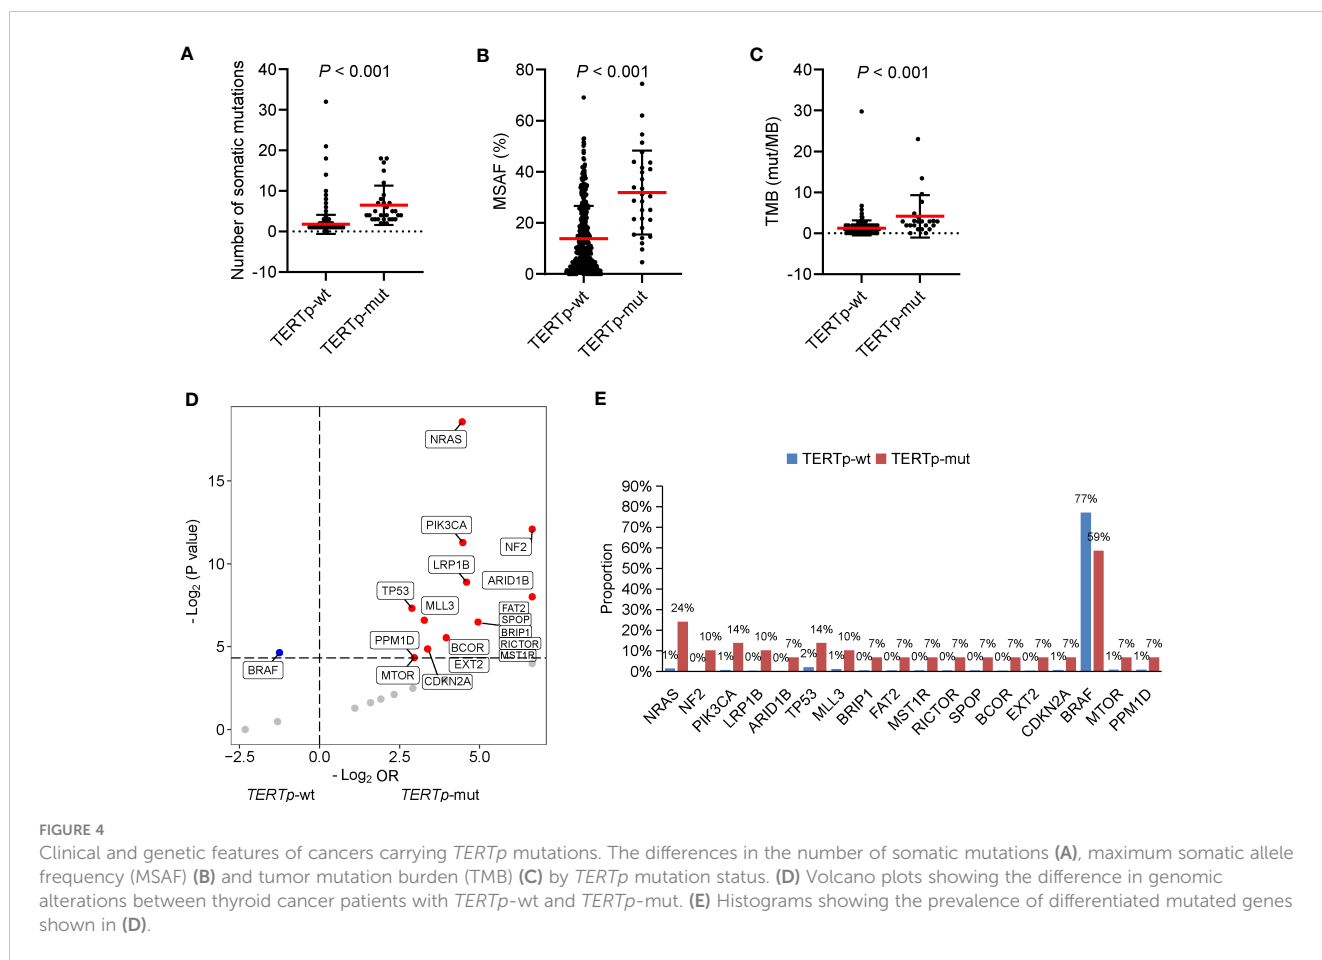 A
P < 0.001
Number of somatic mutations
40
30
20
10
0
-10
TERTp-wt
TERTp-mut
B
P < 0.001
MSAF (%)
80
60
40
20
0
TERTp-wt
TERTp-mut
C
P < 0.001
TMB (mut/MB)
40
30
20
10
0
-10
TERTp-wt
TERTp-mut
D
- Log2 (P value)
15
10
5
0
NRAS
PIK3CA
NF2
LRP1B
ARID1B
TP53
MLL3
FAT2
SPOP
BRIP1
RICTOR
MST1R
PPM1D
BCOR
BRAF
EXT2
MTOR
CDKN2A
−2.5 0.0 2.5 5.0
- Log2 OR
TERTp-wt TERTp-mut
E
TERTp-wt TERTp-mut
Proportion
90%
80%
70%
60%
50%
40%
30%
20%
10%
0%
1% 24%
0% 10%
1% 14%
0% 10%
0% 7%
2% 14%
1% 10%
0% 7%
0% 7%
0% 7%
0% 7%
0% 7%
0% 7%
0% 7%
1% 7%
77% 59%
1% 7%
1% 7%
NRAS
NF2
PIK3CA
LRP1B
ARID1B
TP53
MLL3
BRIP1
FAT2
MST1R
RICTOR
SPOP
BCOR
EXT2
CDKN2A
BRAF
MTOR
PPM1D
FIGURE 4
Clinical and genetic features of cancers carrying TERTp mutations. The differences in the number of somatic mutations (A), maximum somatic allele
frequency (MSAF) (B) and tumor mutation burden (TMB) (C) by TERTp mutation status. (D) Volcano plots showing the difference in genomic
alterations between thyroid cancer patients with TERTp-wt and TERTp-mut. (E) Histograms showing the prevalence of differentiated mutated genes
shown in (D).